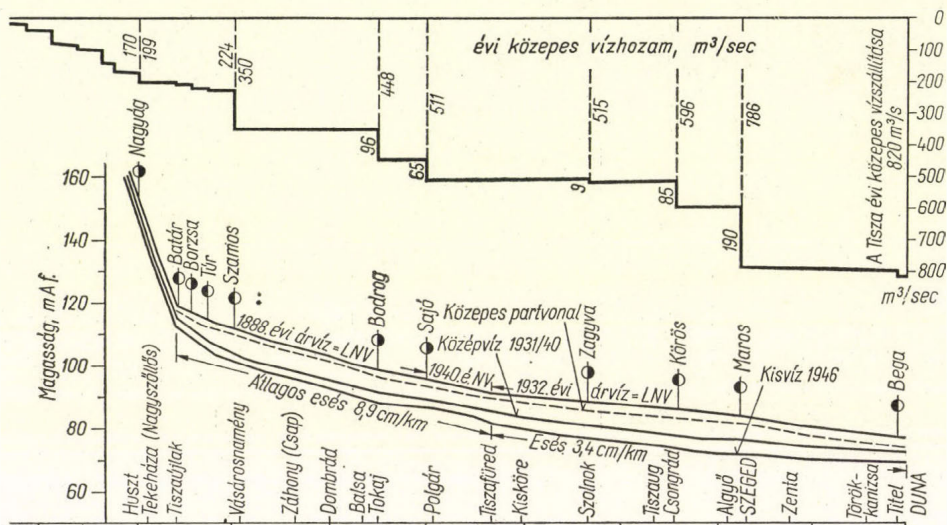 évi közepes vízhozam, m³/sec
0
100
200
300
400
500
600
700
800
m³/sec
A Tisza évi közepes vízszállítása
820 m³/s
170
199
224
350
448
511
515
596
786
96
65
9
85
190
Magasság, m A f.
160
140
120
100
80
60
Nagyág
Batár
Borzsa
Túr
Szamos
Bodrog
Sajó
Zagyva
Körös
Maros
Bega
1888. évi árvíz=LNV
1940. é. NV
1932. évi árvíz=LNV
Középvíz 1931/40
Közepes partvonal
Kisvíz 1946
Átlagos esés 8,9 cm/km
Esés 3,4 cm/km
Huszt
Tekeháza (Nagyszőllős)
Tiszaújlak
Vásárosnamény
Záhony (Csap)
Dombrád
Balsa
Tokaj
Polgár
Tiszafüred
Kisköre
Szolnok
Tiszaug
Csongrád
Algyő
SZEGED
Zenta
Török-
kanizsa
Titel
DUNA